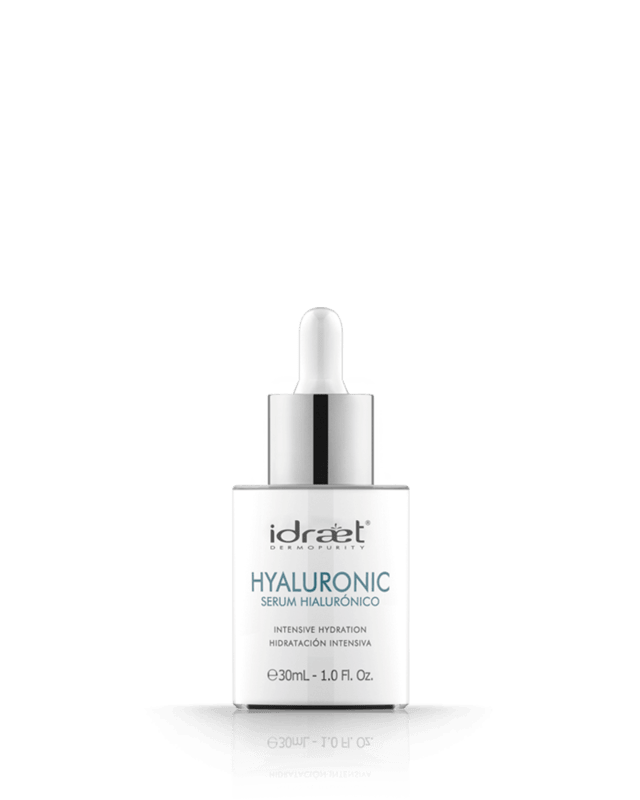 idraet®
DERMOPURITY
HYALURONIC
SERUM HIALURÓNICO
INTENSIVE HYDRATION
HIDRATACIÓN INTENSIVA
℮30mL - 1.0 Fl. Oz.